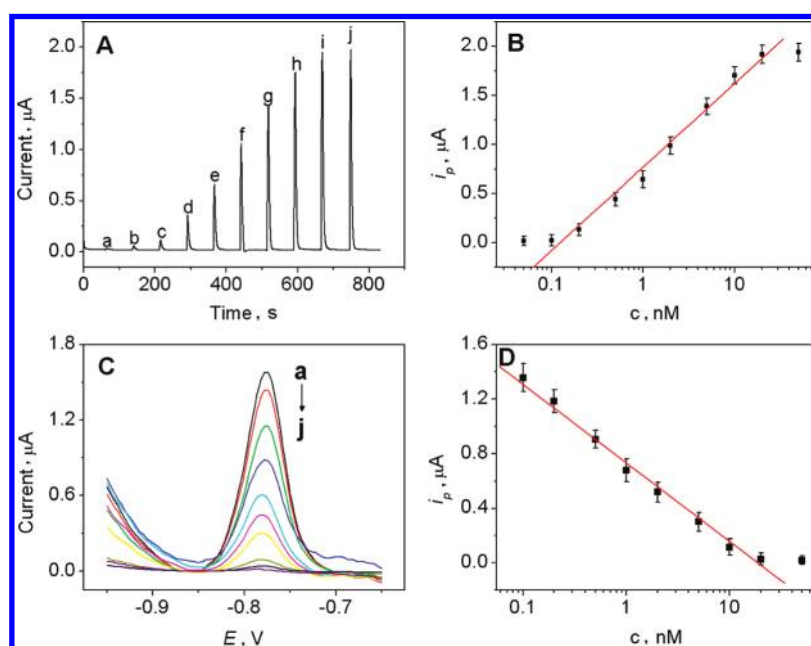 A
Current, μA
2.0
1.5
1.0
0.5
0.0
a b c d e f g h i j
0 200 400 600 800
Time, s
B
i_p, μA
2.0
1.5
1.0
0.5
0.0
0.1 1 10
c, nM
C
Current, μA
1.8
1.2
0.6
0.0
a
j
-0.9 -0.8 -0.7
E, V
D
i_p, μA
1.6
1.2
0.8
0.4
0.0
0.1 1 10
c, nM